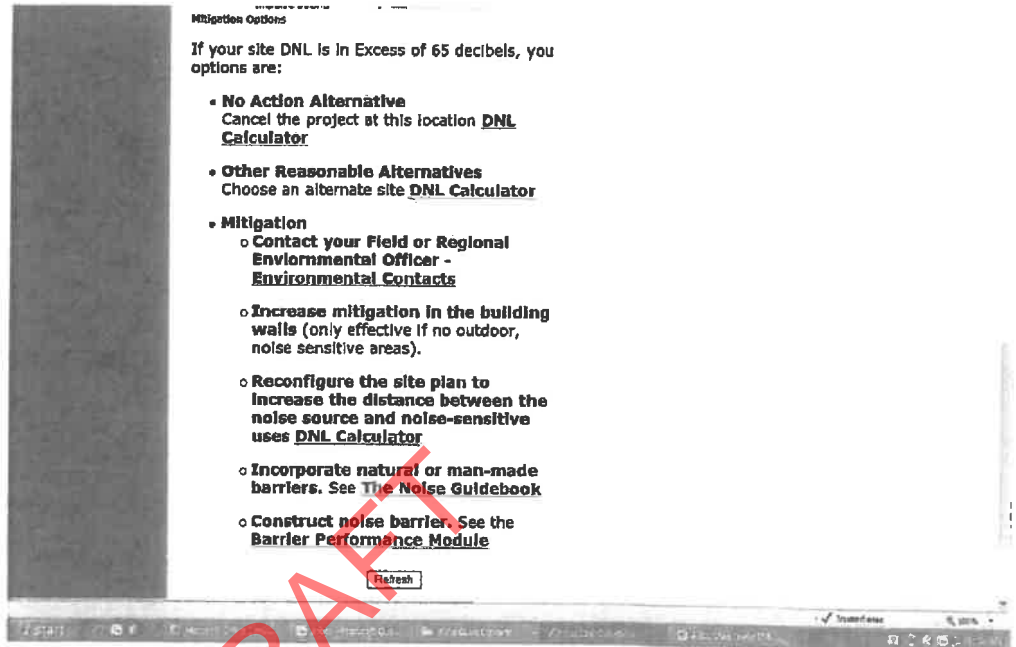 Mitigation Options
If your site DNL is in Excess of 65 decibels, you
options are:
• No Action Alternative
Cancel the project at this location DNL
Calculator
• Other Reasonable Alternatives
Choose an alternate site DNL Calculator
• Mitigation
o Contact your Field or Regional
Enviornmental Officer -
Environmental Contacts
o Increase mitigation in the building
walls (only effective if no outdoor,
noise sensitive areas).
o Reconfigure the site plan to
increase the distance between the
noise source and noise-sensitive
uses DNL Calculator
o Incorporate natural or man-made
barriers. See The Noise Guidebook
o Construct noise barrier. See the
Barrier Performance Module
Refresh
start
RAFT